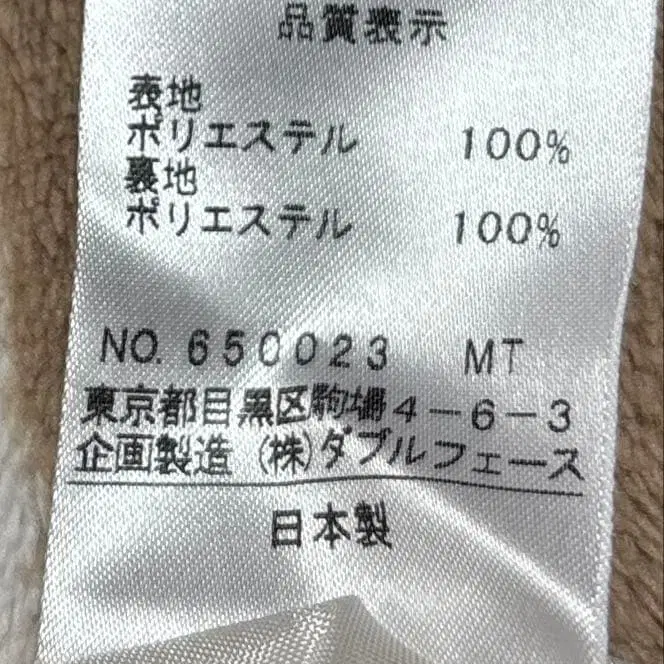 品質表示
表地
ポリエステル 100%
裏地
ポリエステル 100%
NO. 650023 MT
東京都目黒区駒場4-6-3
企画製造 (株)ダブルフェース
日本製